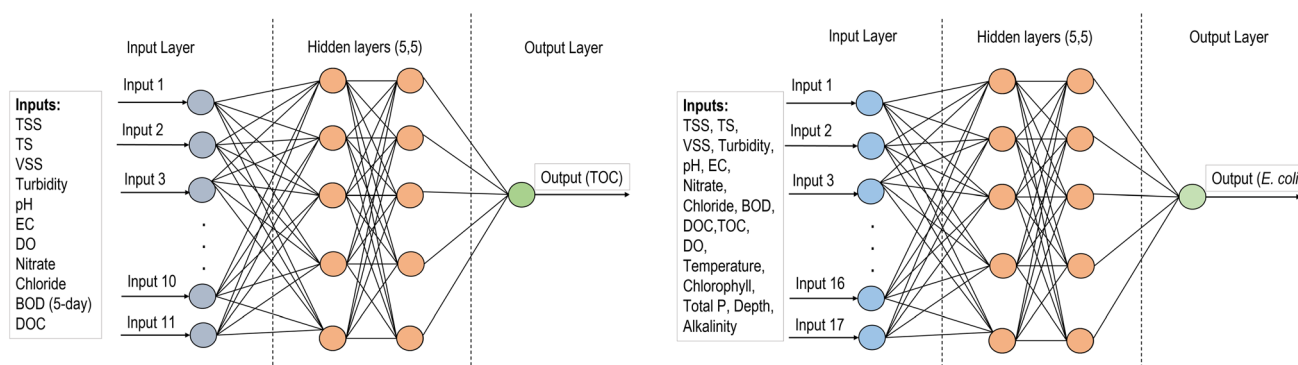 Input Layer
Hidden layers (5,5)
Output Layer
Inputs:
TSS
TS
VSS
Turbidity
pH
EC
DO
Nitrate
Chloride
BOD (5-day)
DOC
Input 1
Input 2
Input 3
Input 10
Input 11
Output (TOC)
Input Layer
Hidden layers (5,5)
Output Layer
Inputs:
TSS, TS,
VSS, Turbidity,
pH, EC,
Nitrate,
Chloride, BOD,
DOC,TOC,
DO,
Temperature,
Chlorophyll,
Total P, Depth,
Alkalinity
Input 1
Input 2
Input 3
Input 16
Input 17
Output (E. coli